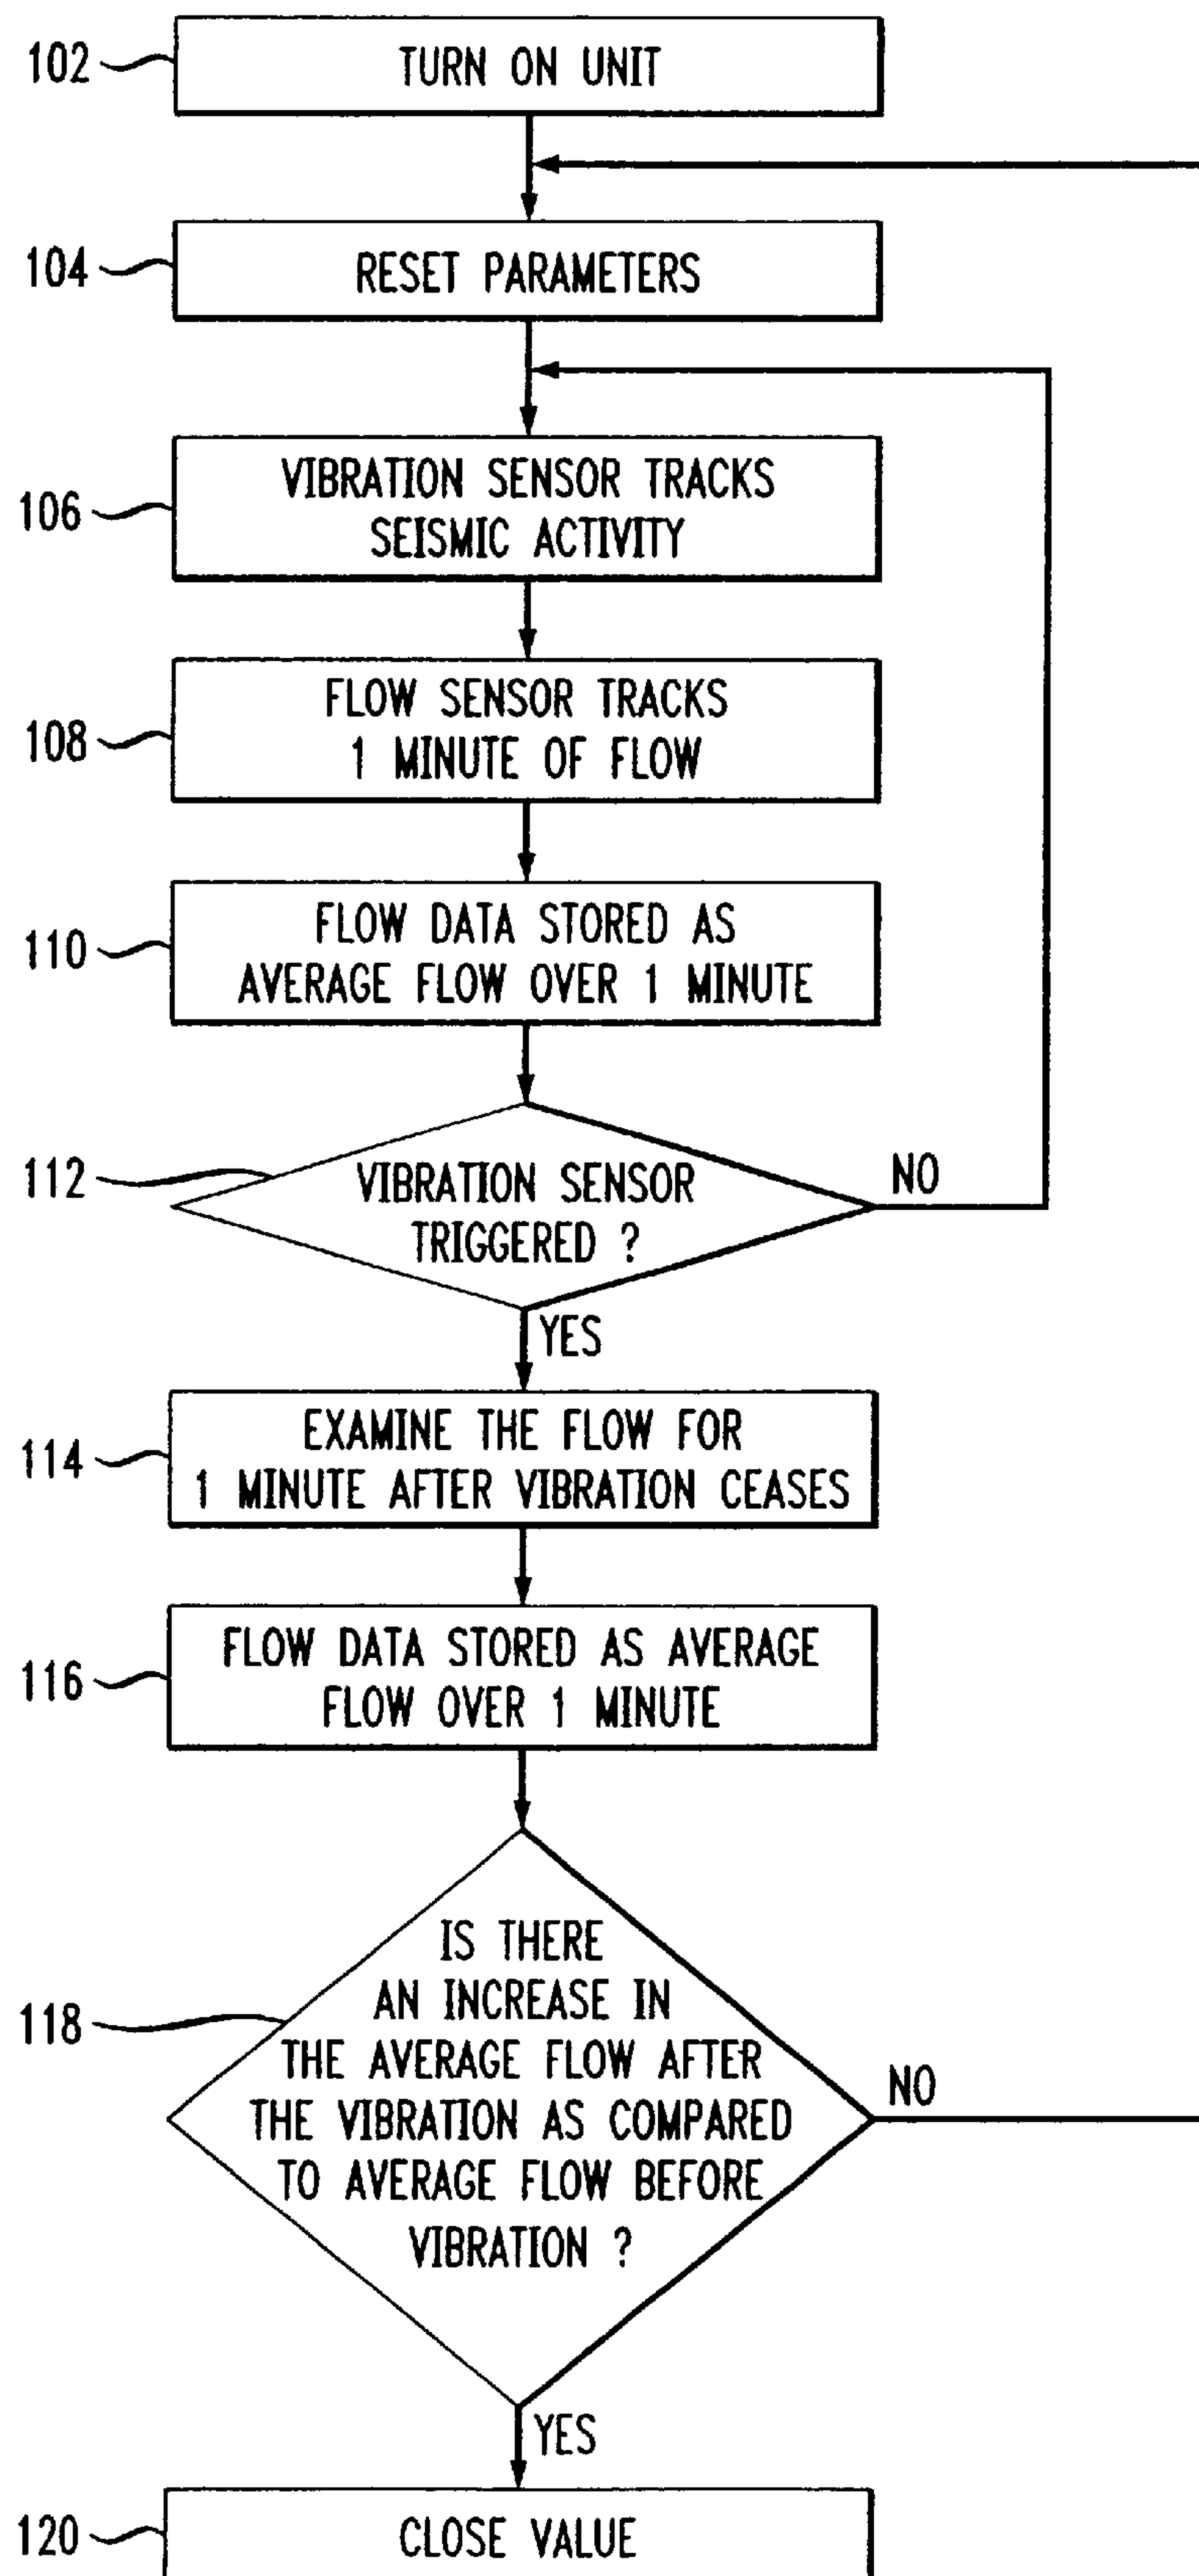 102
TURN ON UNIT
104
RESET PARAMETERS
106
VIBRATION SENSOR TRACKS
SEISMIC ACTIVITY
108
FLOW SENSOR TRACKS
1 MINUTE OF FLOW
110
FLOW DATA STORED AS
AVERAGE FLOW OVER 1 MINUTE
112
VIBRATION SENSOR
TRIGGERED ?
NO
YES
114
EXAMINE THE FLOW FOR
1 MINUTE AFTER VIBRATION CEASES
116
FLOW DATA STORED AS AVERAGE
FLOW OVER 1 MINUTE
118
IS THERE
AN INCREASE IN
THE AVERAGE FLOW AFTER
THE VIBRATION AS COMPARED
TO AVERAGE FLOW BEFORE
VIBRATION ?
NO
YES
120
CLOSE VALUE